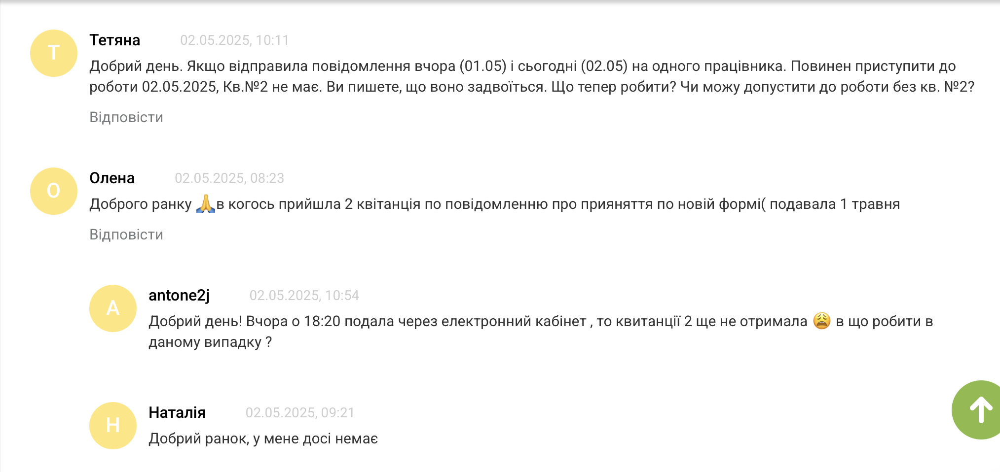 Т
Тетяна 02.05.2025, 10:11
Добрий день. Якщо відправила повідомлення вчора (01.05) і сьогодні (02.05) на одного працівника. Повинен приступити до
роботи 02.05.2025, Кв.№2 не має. Ви пишете, що воно задвоїться. Що тепер робити? Чи можу допустити до роботи без кв. №2?
Відповісти
О
Олена 02.05.2025, 08:23
Доброго ранку 🙏в когось прийшла 2 квітанція по повідомленню про прияняття по новій формі( подавала 1 травня
Відповісти
A
antone2j 02.05.2025, 10:54
Добрий день! Вчора о 18:20 подала через електронний кабінет , то квитанції 2 ще не отримала 😩 в що робити в
даному випадку ?
Н
Наталія 02.05.2025, 09:21
Добрий ранок, у мене досі немає